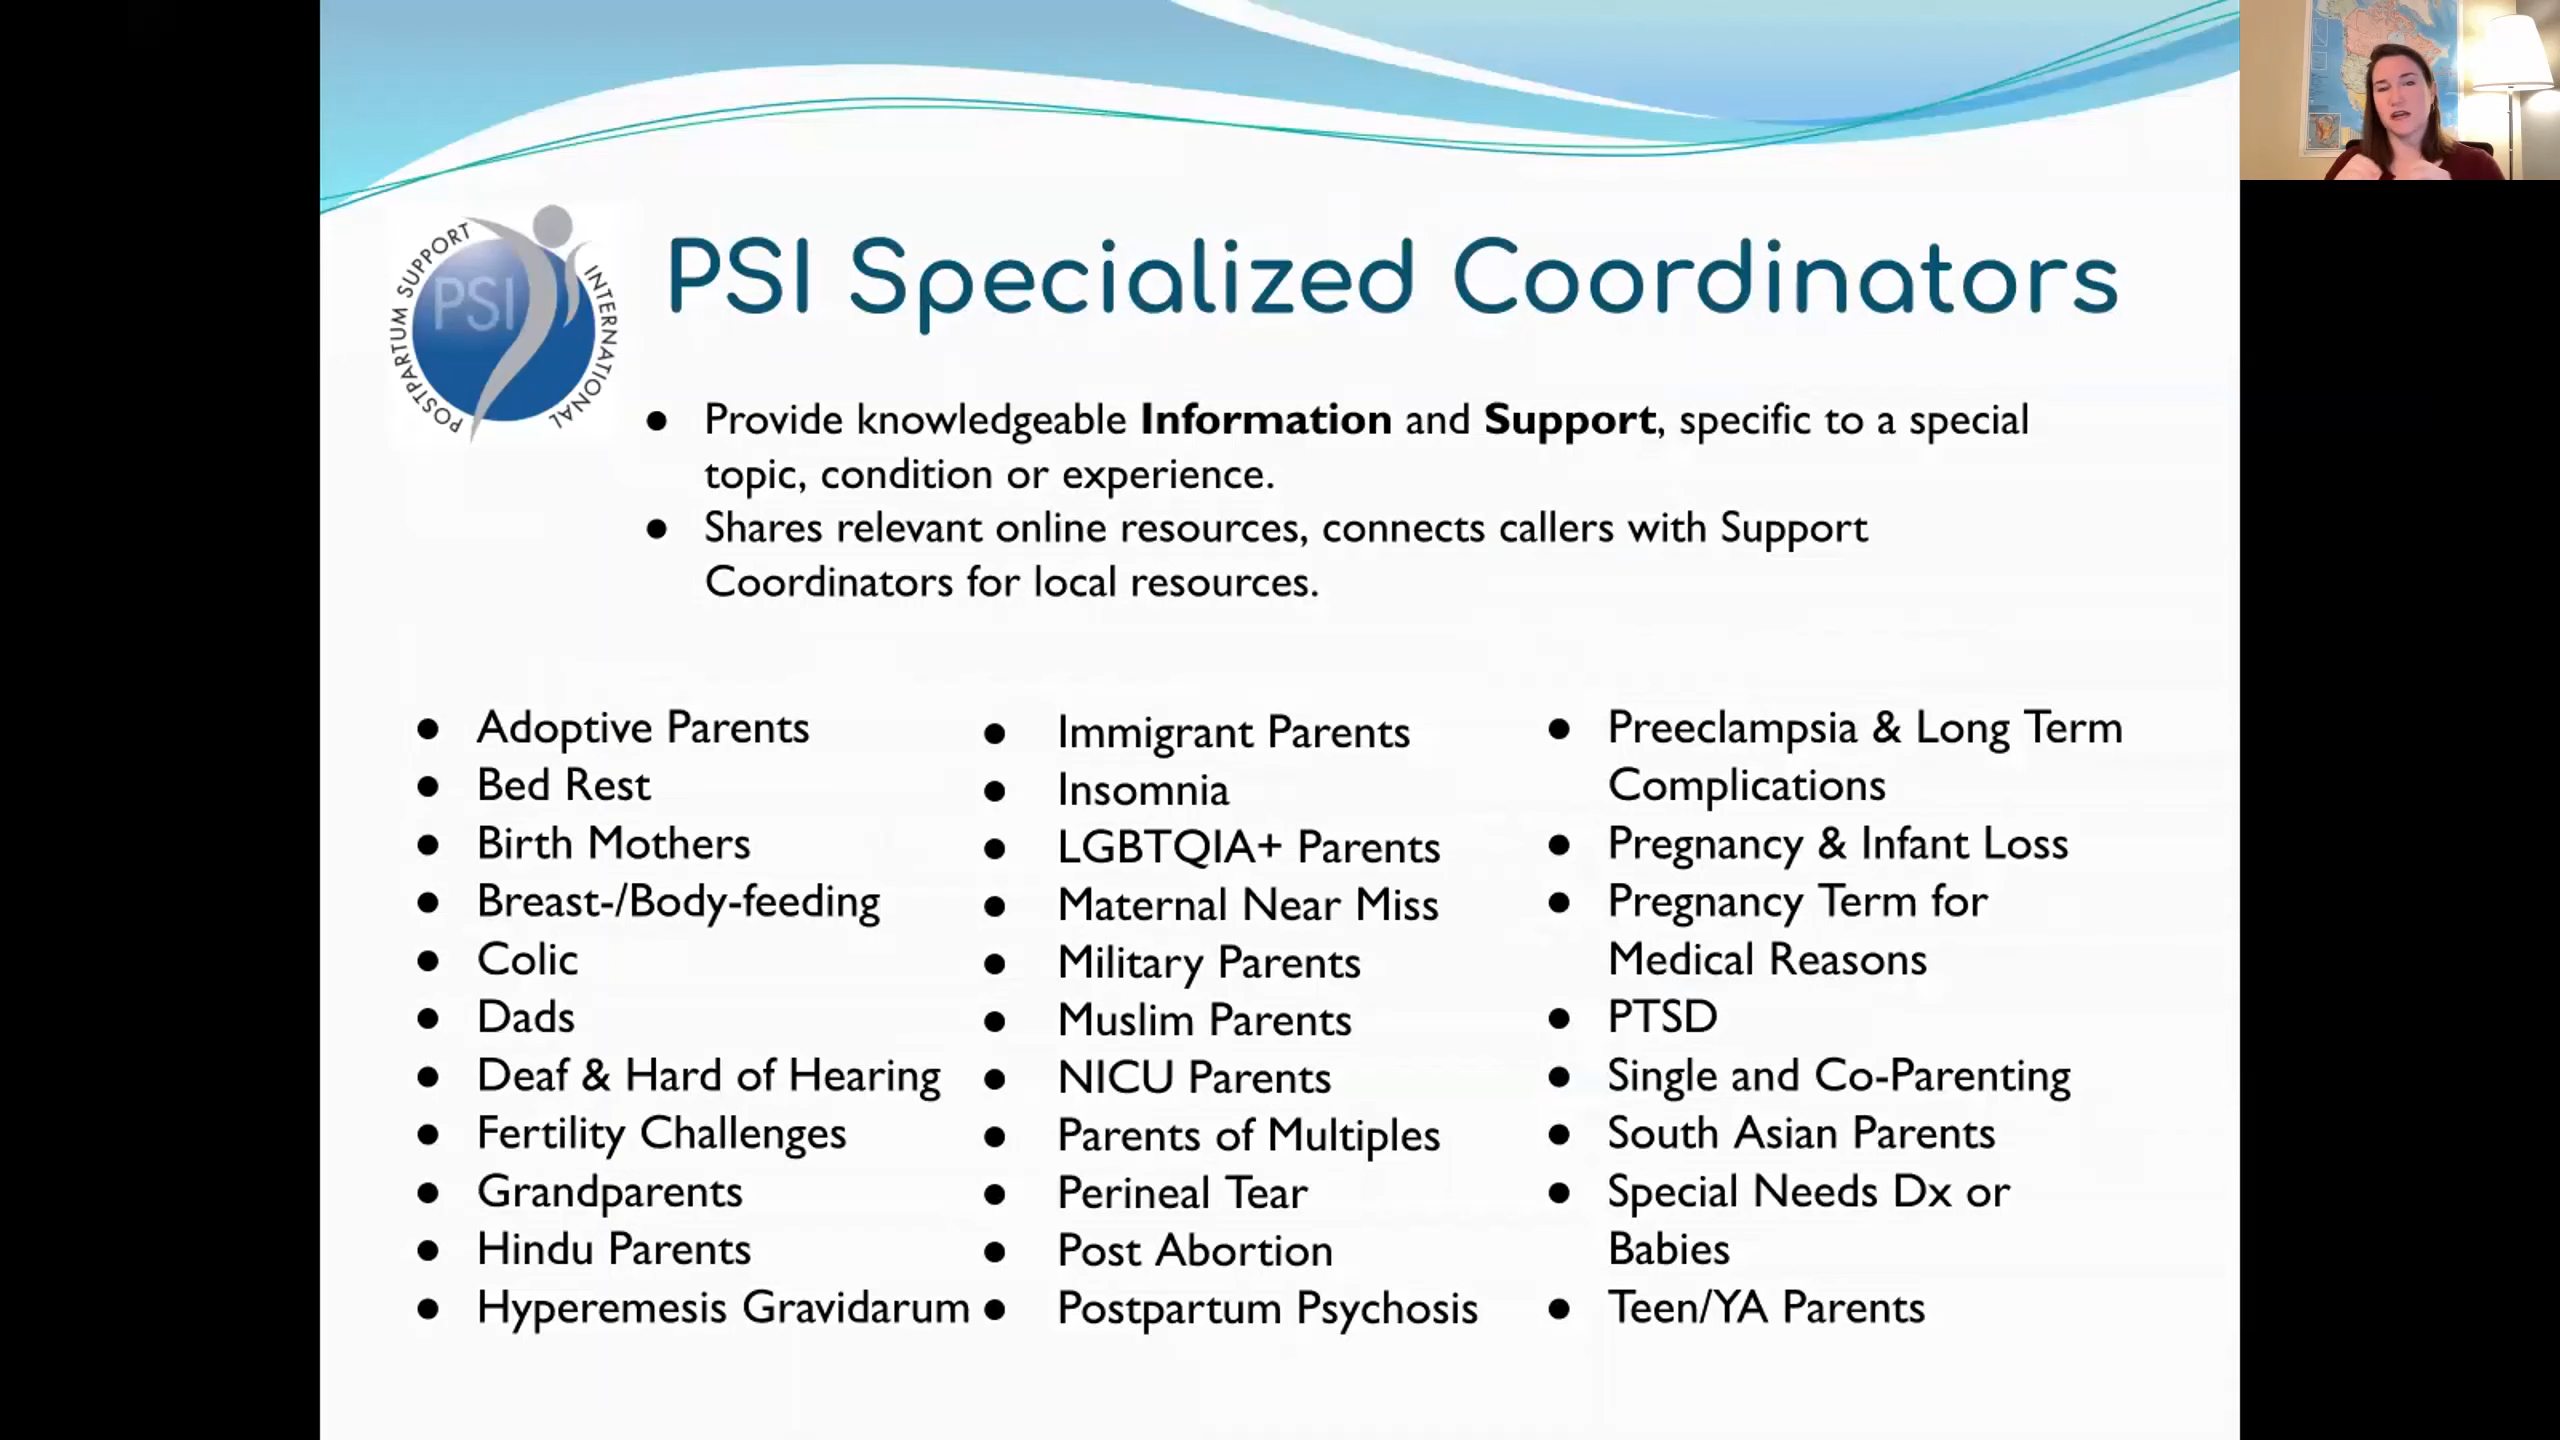 POSTPARTUM SUPPORT INTERNATIONAL
PSI
PSI Specialized Coordinators
● Provide knowledgeable Information and Support, specific to a special
topic, condition or experience.
● Shares relevant online resources, connects callers with Support
Coordinators for local resources.
● Adoptive Parents
● Bed Rest
● Birth Mothers
● Breast-/Body-feeding
● Colic
● Dads
● Deaf & Hard of Hearing
● Fertility Challenges
● Grandparents
● Hindu Parents
● Hyperemesis Gravidarum
● Immigrant Parents
● Insomnia
● LGBTQIA+ Parents
● Maternal Near Miss
● Military Parents
● Muslim Parents
● NICU Parents
● Parents of Multiples
● Perineal Tear
● Post Abortion
● Postpartum Psychosis
● Preeclampsia & Long Term
Complications
● Pregnancy & Infant Loss
● Pregnancy Term for
Medical Reasons
● PTSD
● Single and Co-Parenting
● South Asian Parents
● Special Needs Dx or
Babies
● Teen/YA Parents